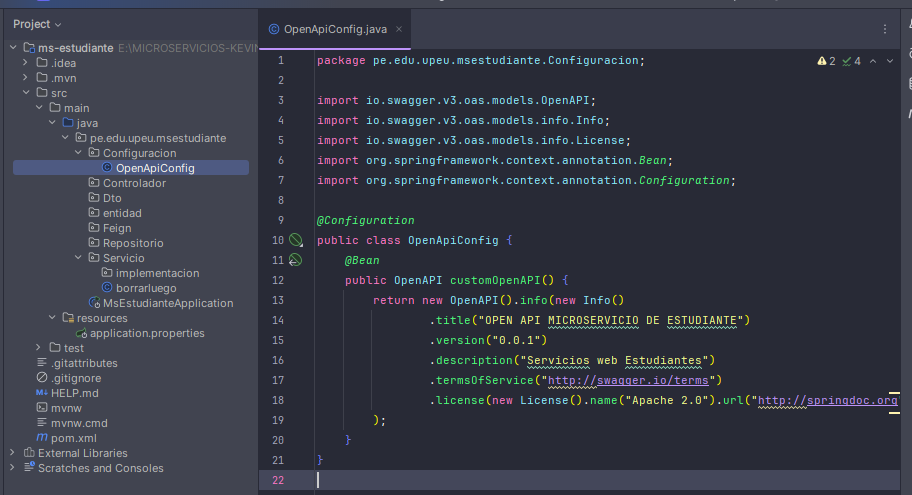 Project
ms-estudiante E:\MICROSERVICIOS-KEVIN
.idea
.mvn
src
main
java
pe.edu.upeu.msestudiante
Configuracion
OpenApiConfig
Controlador
Dto
entidad
Feign
Repositorio
Servicio
implementacion
borrarluego
MsEstudianteApplication
resources
application.properties
test
.gitattributes
.gitignore
HELP.md
mvnw
mvnw.cmd
pom.xml
External Libraries
Scratches and Consoles
OpenApiConfig.java
2 4
1 package pe.edu.upeu.msestudiante.Configuracion;
2
3 import io.swagger.v3.oas.models.OpenAPI;
4 import io.swagger.v3.oas.models.info.Info;
5 import io.swagger.v3.oas.models.info.License;
6 import org.springframework.context.annotation.Bean;
7 import org.springframework.context.annotation.Configuration;
8
9 @Configuration
10 public class OpenApiConfig {
11 @Bean
12 public OpenAPI customOpenAPI() {
13 return new OpenAPI().info(new Info()
14 .title("OPEN API MICROSERVICIO DE ESTUDIANTE")
15 .version("0.0.1")
16 .description("Servicios web Estudiantes")
17 .termsOfService("http://swagger.io/terms")
18 .license(new License().name("Apache 2.0").url("http://springdoc.org
19 );
20 }
21 }
22